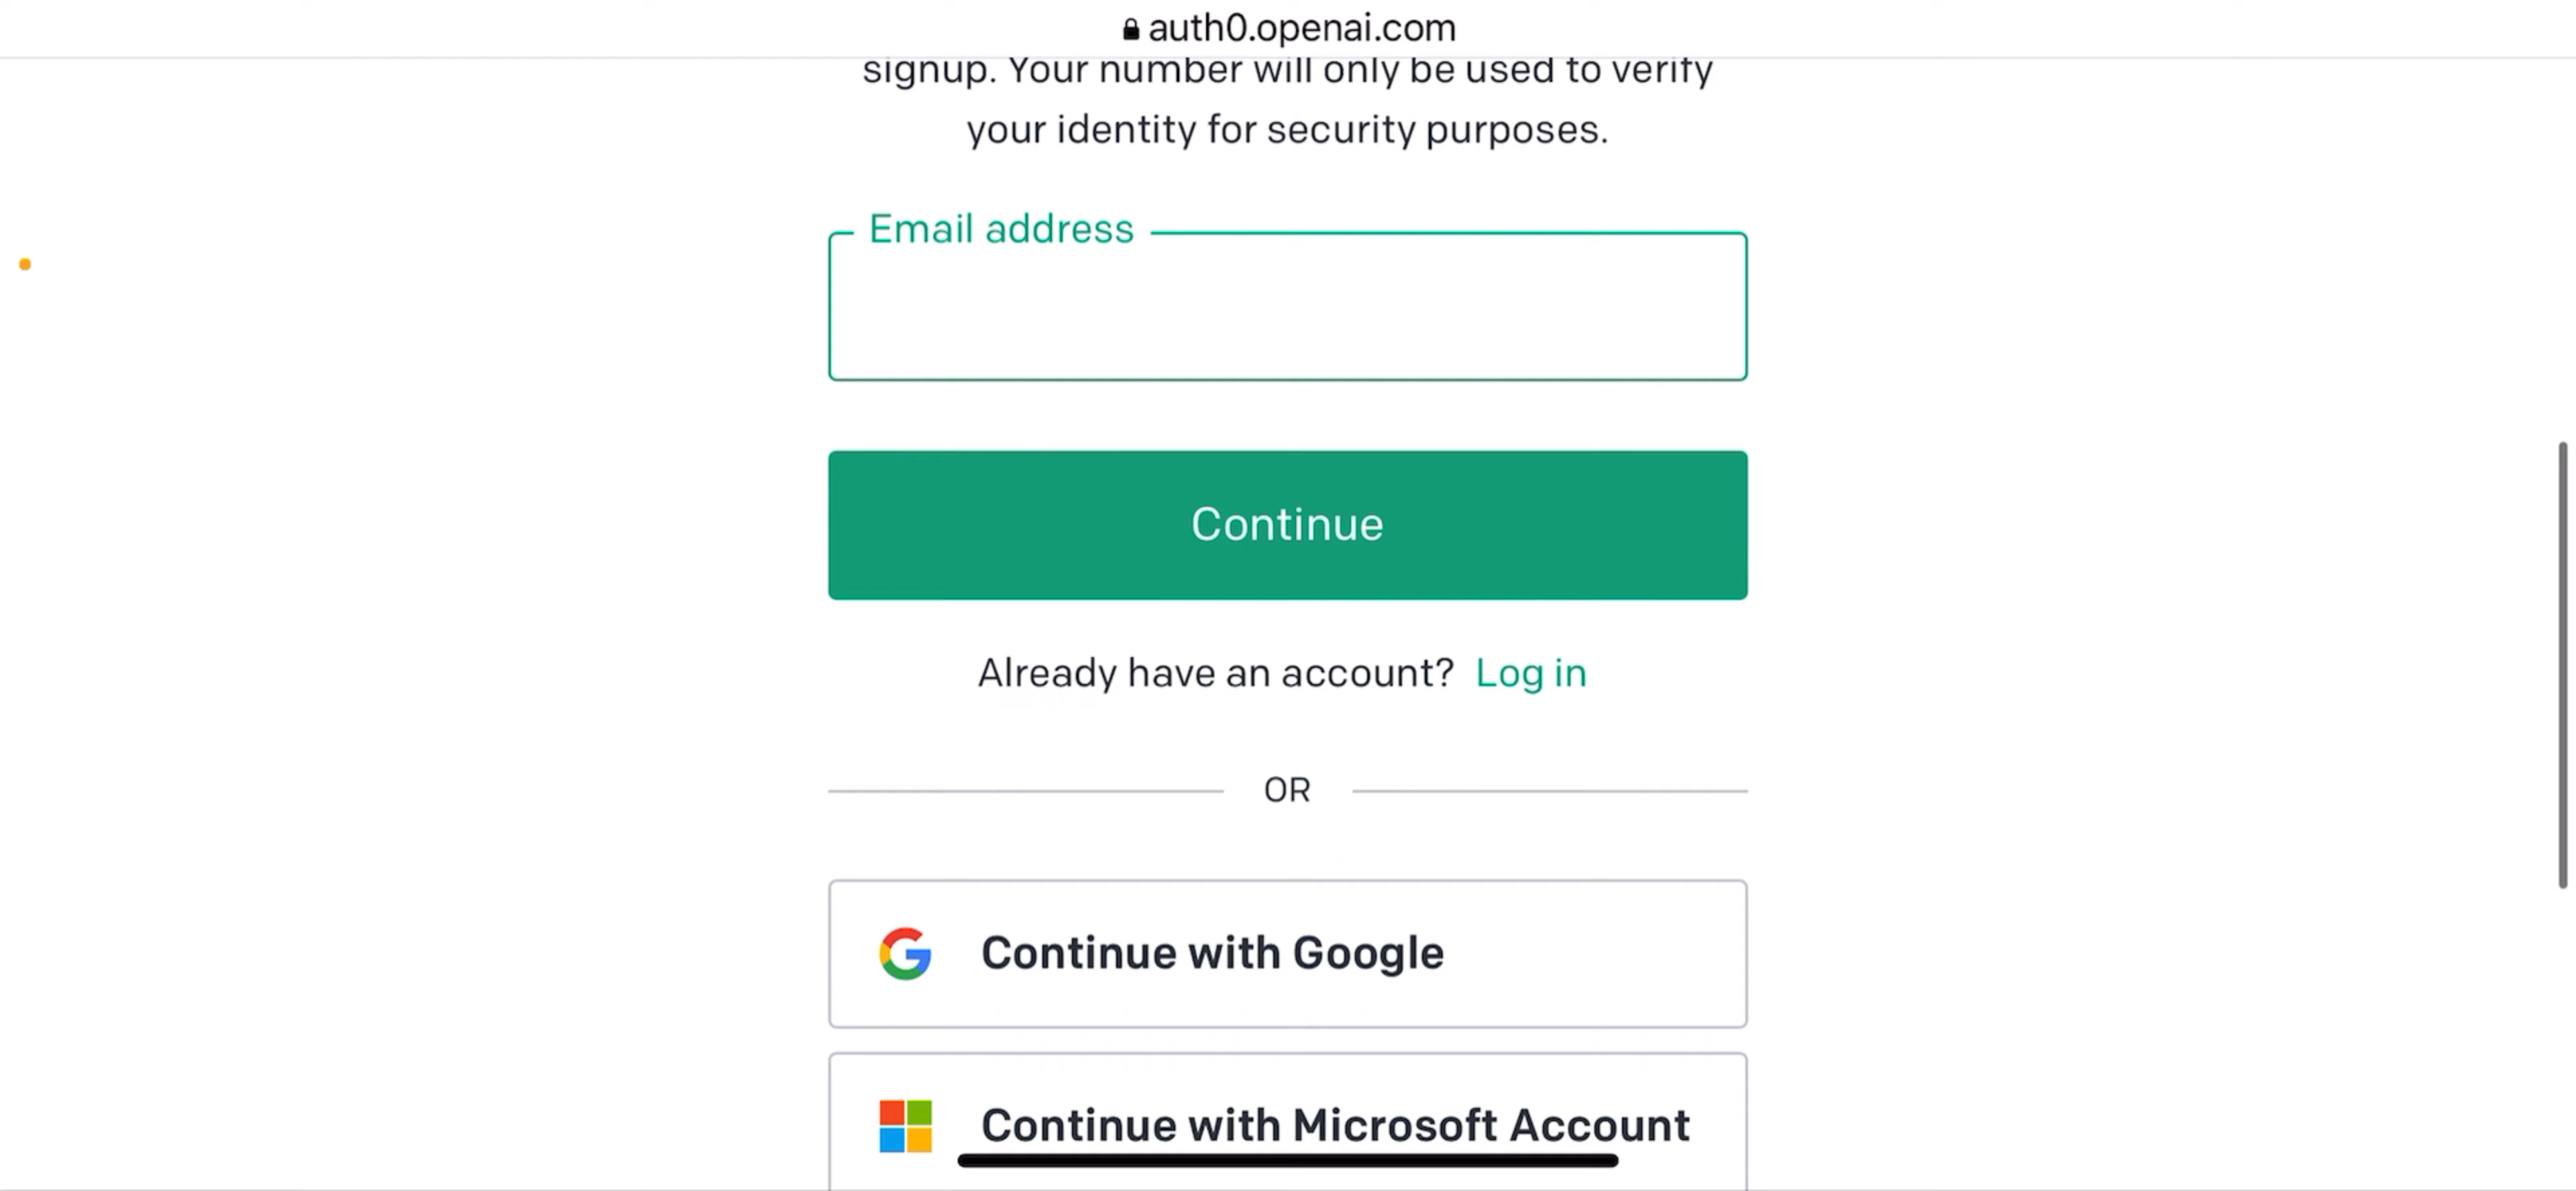 auth0.openai.com
signup. Your number will only be used to verify
your identity for security purposes.
Email address
Continue
Already have an account? Log in
OR
Continue with Google
Continue with Microsoft Account